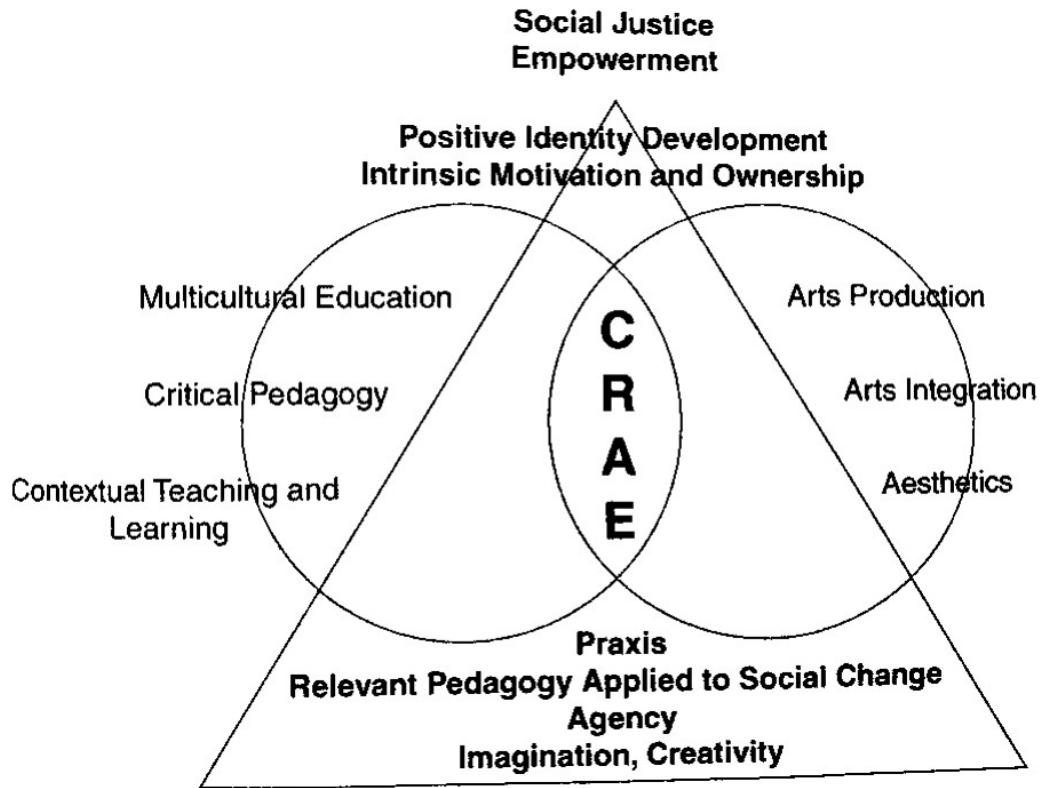 Social Justice
Empowerment
Positive Identity Development
Intrinsic Motivation and Ownership
Multicultural Education
Critical Pedagogy
Contextual Teaching and
Learning
C
R
A
E
Arts Production
Arts Integration
Aesthetics
Praxis
Relevant Pedagogy Applied to Social Change
Agency
Imagination, Creativity